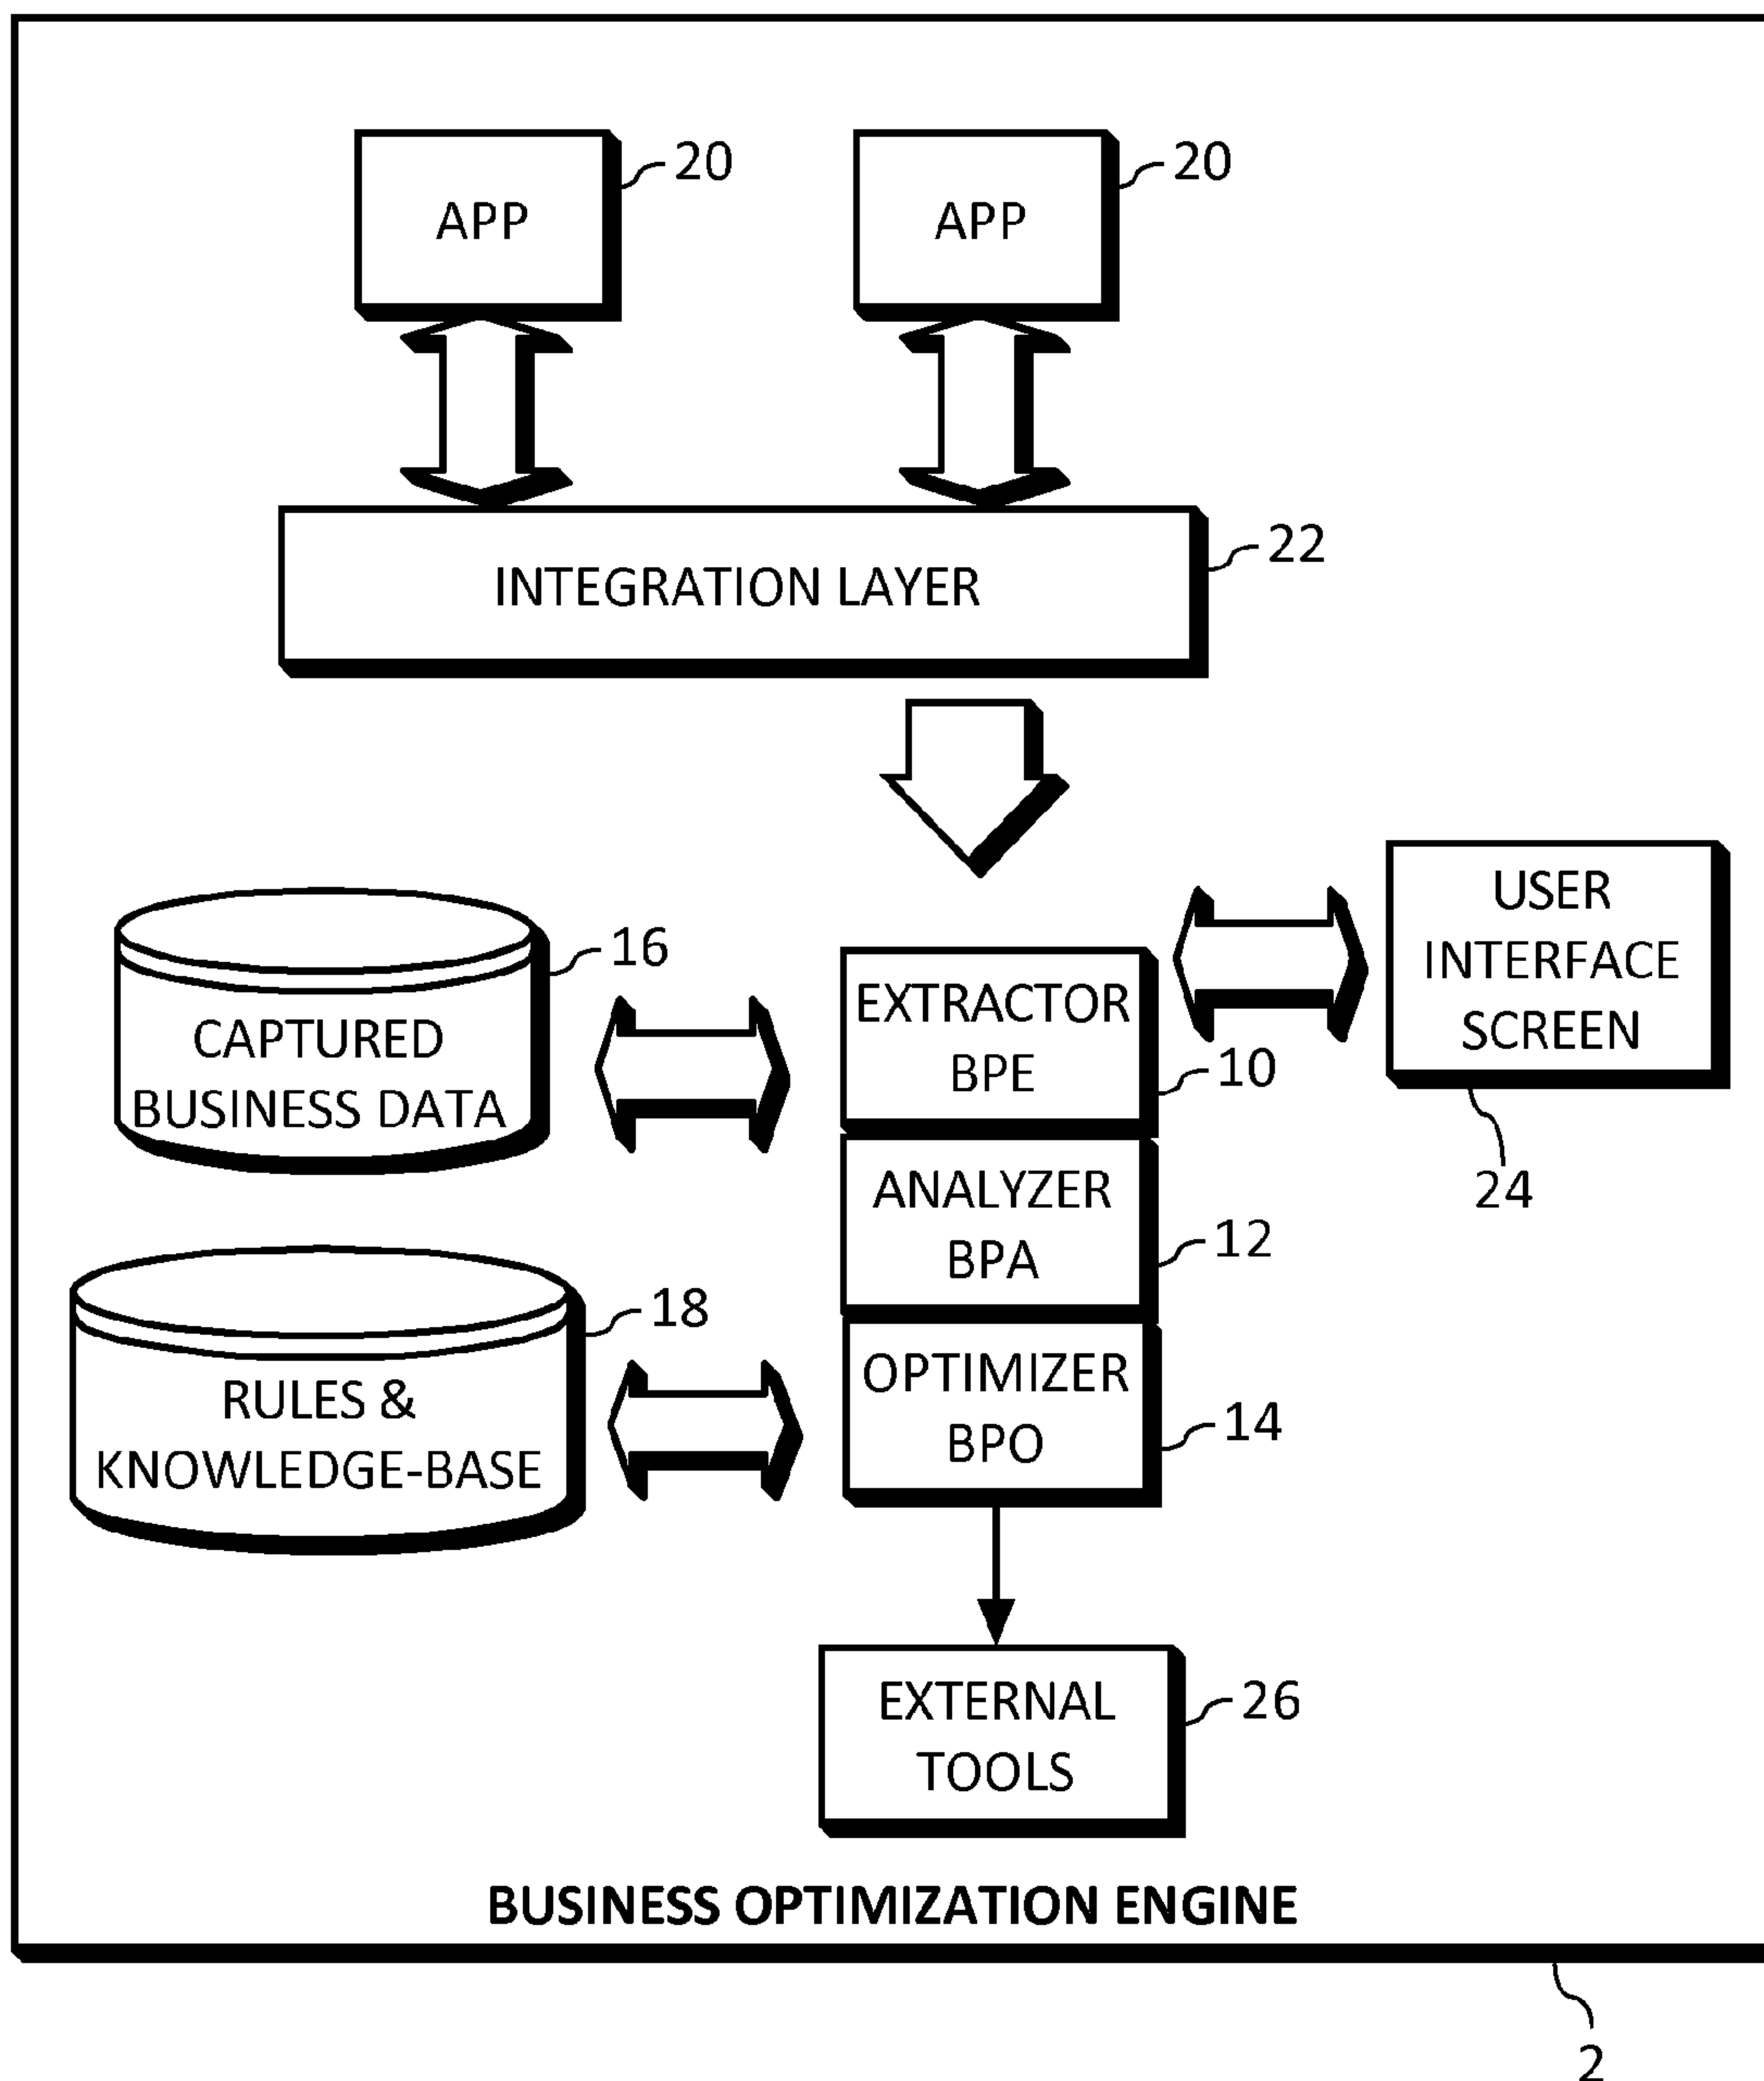 20
20
APP
APP
22
INTEGRATION LAYER
USER
INTERFACE
SCREEN
24
16
CAPTURED
BUSINESS DATA
EXTRACTOR
BPE
10
ANALYZER
BPA
12
18
RULES &
KNOWLEDGE-BASE
OPTIMIZER
BPO
14
EXTERNAL
TOOLS
26
BUSINESS OPTIMIZATION ENGINE
2